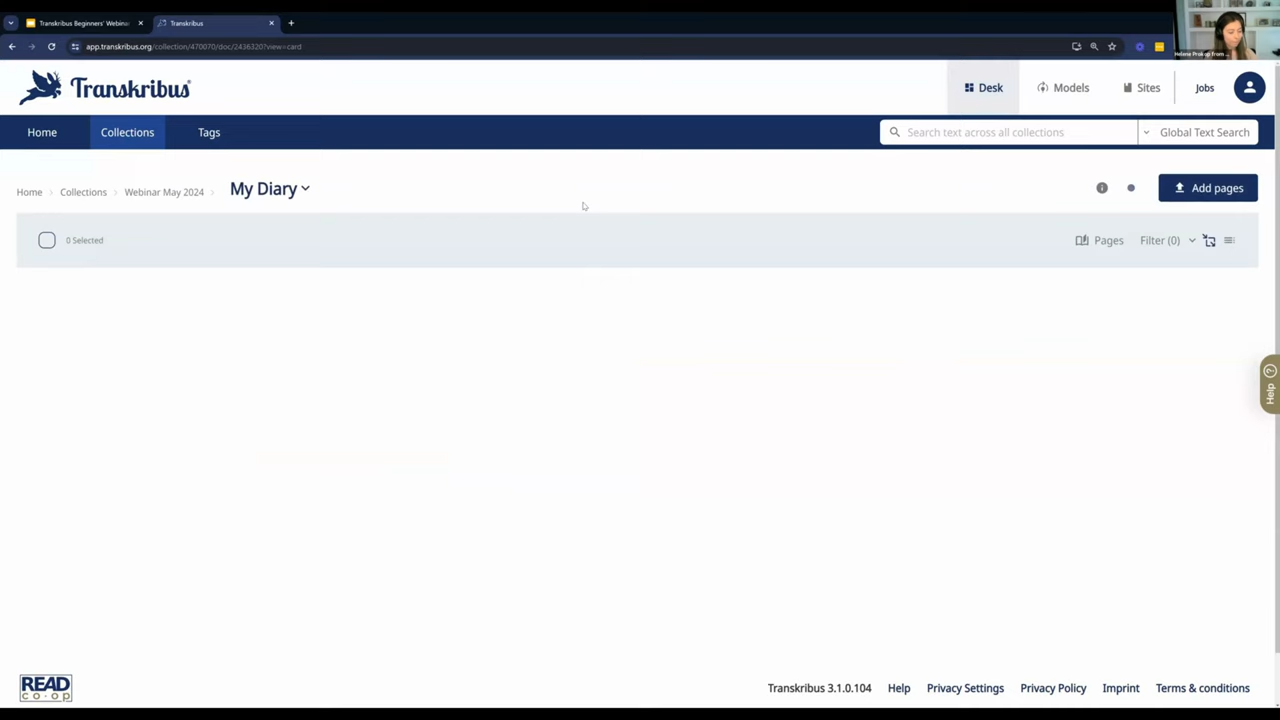 Transkribus Beginners' Webina
Transkribus
app.transkribus.org/collection/470070/doc/2436320?view=card
Helene Prokop from ...
Transkribus
Desk
Models
Sites
Jobs
Home
Collections
Tags
Search text across all collections
Global Text Search
Home
Collections
Webinar May 2024
My Diary
Add pages
0 Selected
Pages
Filter (0)
Help
READ
co-op
Transkribus 3.1.0.104
Help
Privacy Settings
Privacy Policy
Imprint
Terms & conditions